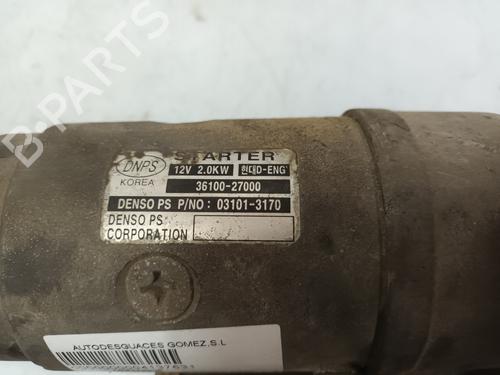 STARTER
DNPS
KOREA
12V 2.0KW 현대D-ENG'
36100-27000
DENSO PS P/NO : 03101-3170
DENSO PS
CORPORATION
AUTODESGUACES GOMEZ,S.L